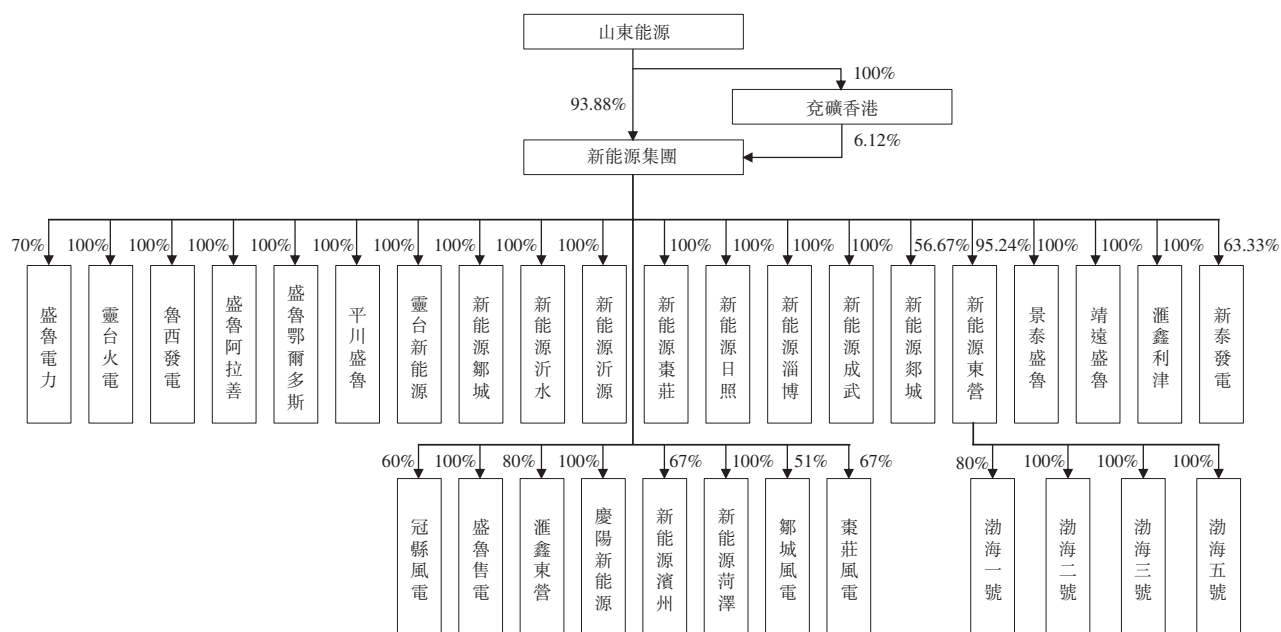 山東能源
100%
93.88%
兗礦香港
6.12%
新能源集團
70%
100%
100%
100%
100%
100%
100%
100%
100%
100%
100%
100%
100%
100%
56.67%
95.24%
100%
100%
100%
63.33%
盛魯電力
靈台火電
魯西發電
盛魯阿拉善
盛魯鄂爾多斯
平川盛魯
靈台新能源
新能源鄒城
新能源沂水
新能源沂源
新能源棗莊
新能源日照
新能源淄博
新能源成武
新能源郯城
新能源東營
景泰盛魯
靖遠盛魯
滙鑫利津
新泰發電
60%
100%
80%
100%
67%
100%
51%
67%
80%
100%
100%
100%
冠縣風電
盛魯售電
滙鑫東營
慶陽新能源
新能源濱州
新能源菏澤
鄒城風電
棗莊風電
渤海一號
渤海二號
渤海三號
渤海五號